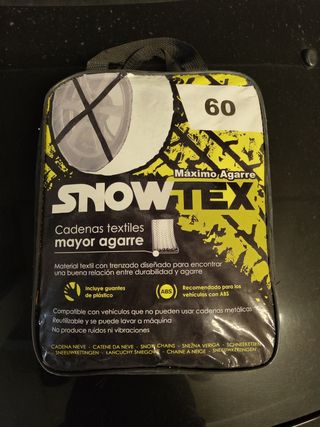 60
Máximo Agarre
SNOWTEX
Cadenas textiles
mayor agarre
Material textil con trenzado diseñado para encontrar
una buena relación entre durabilidad y agarre
Incluye guantes
de plástico
ABS
Recomendado para los
vehículos con ABS
Compatible con vehículos que no pueden usar cadenas metálicas
Reutilizable y se puede lavar a máquina
No produce ruidos ni vibraciones
CADENA NIEVE - CATENE DA NEVE - SNOW CHAINS - SNEŽNA VERIGA - SCHNEEKETTEN
SNEEUWKETTINGEN - ŁAŃCUCHY ŚNIEGOWE - CHAINE A NEIGE - SNEEUWKETTINGEN